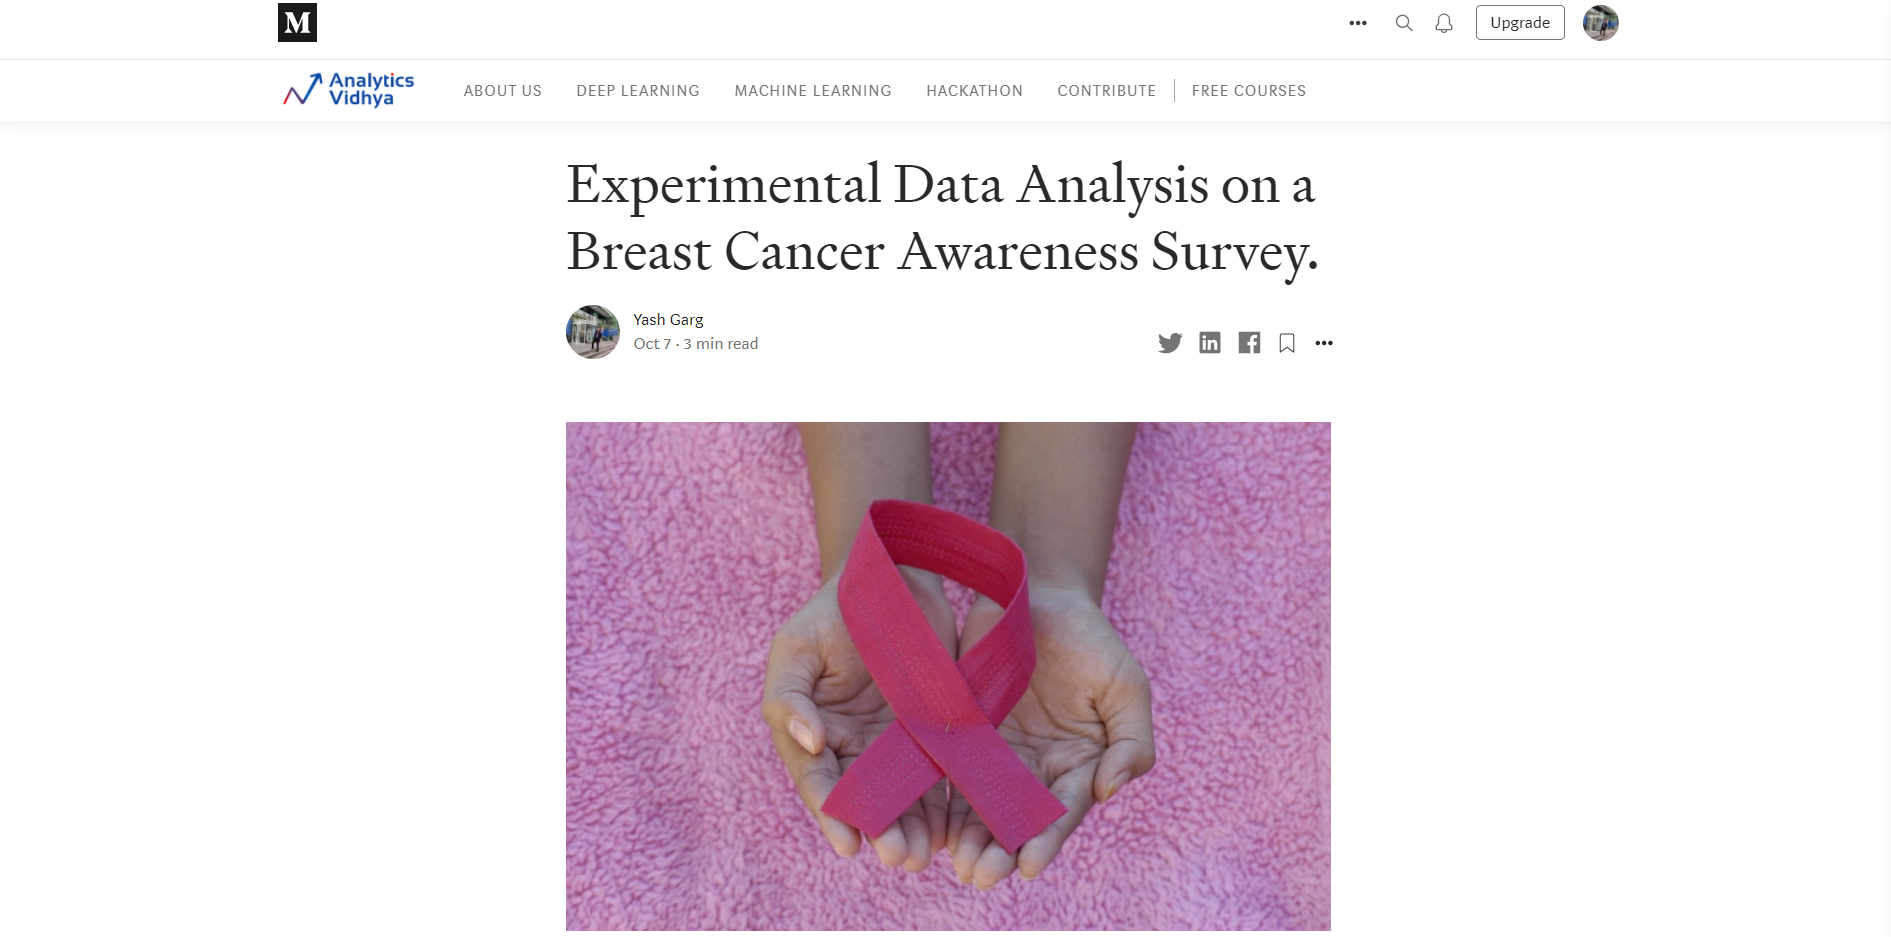 M
Upgrade
Analytics
Vidhya
ABOUT US DEEP LEARNING MACHINE LEARNING HACKATHON CONTRIBUTE FREE COURSES
Experimental Data Analysis on a
Breast Cancer Awareness Survey.
Yash Garg
Oct 7 · 3 min read